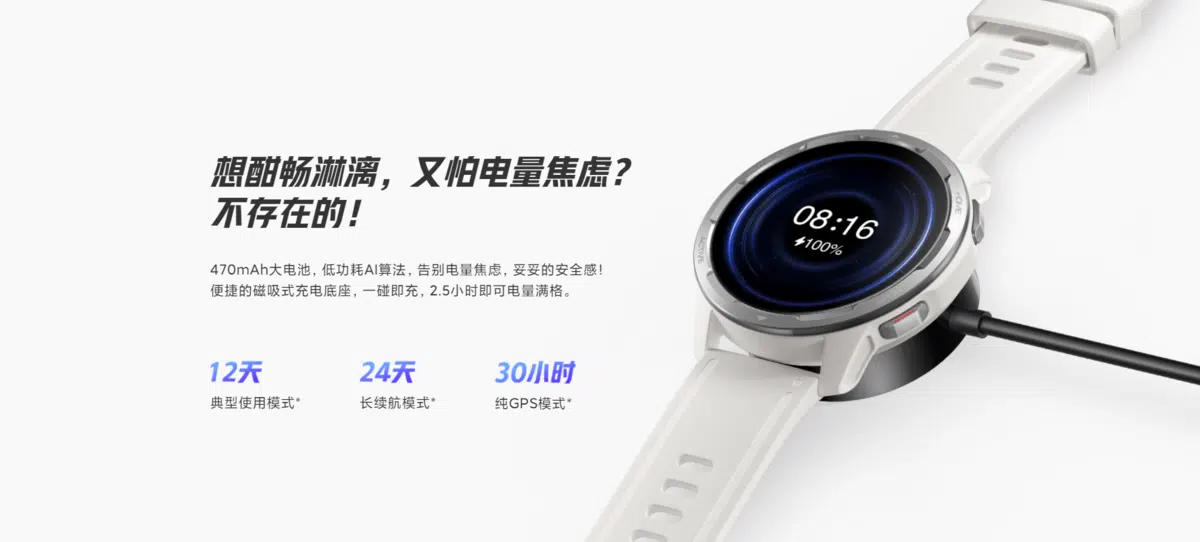 想酣畅淋漓，又怕电量焦虑？
不存在的！
470mAh大电池，低功耗AI算法，告别电量焦虑，妥妥的安全感！
便捷的磁吸式充电底座，一碰即充，2.5小时即可电量满格。
12天
典型使用模式*
24天
长续航模式*
30小时
纯GPS模式*
08:16
100%
HOME
ACTIVE